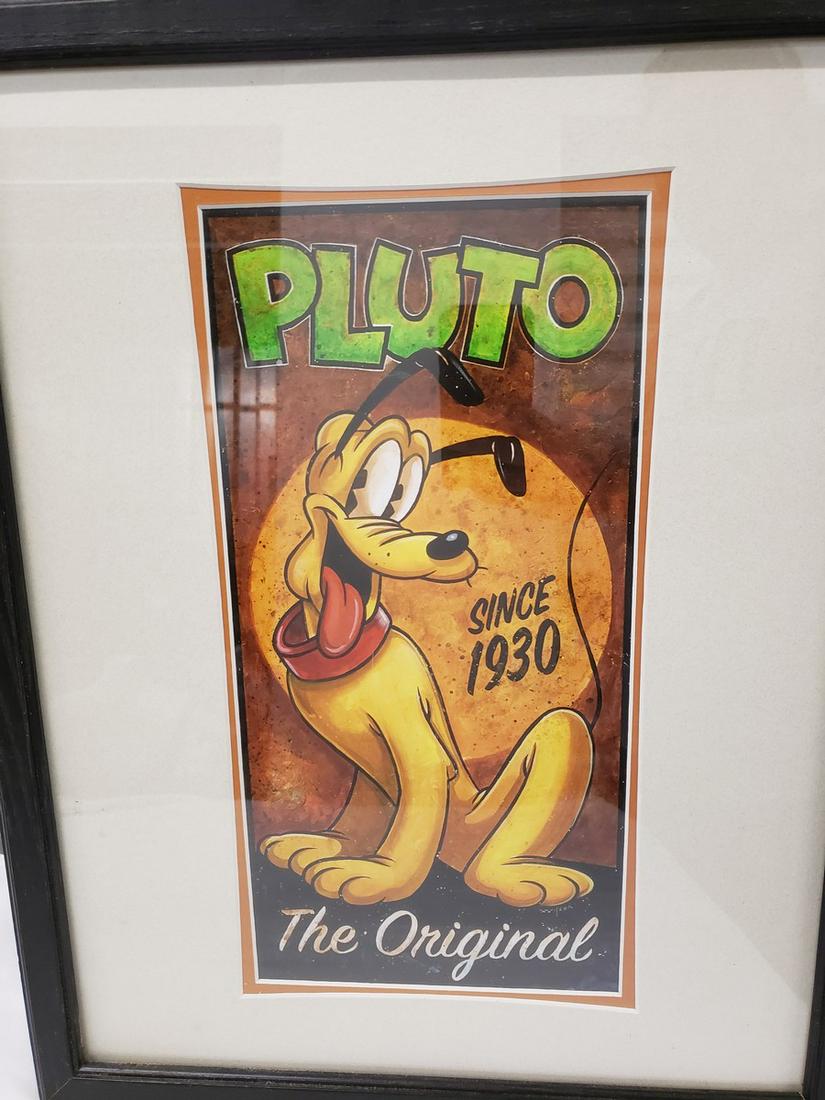 PLUTO
SINCE
1930
The Original